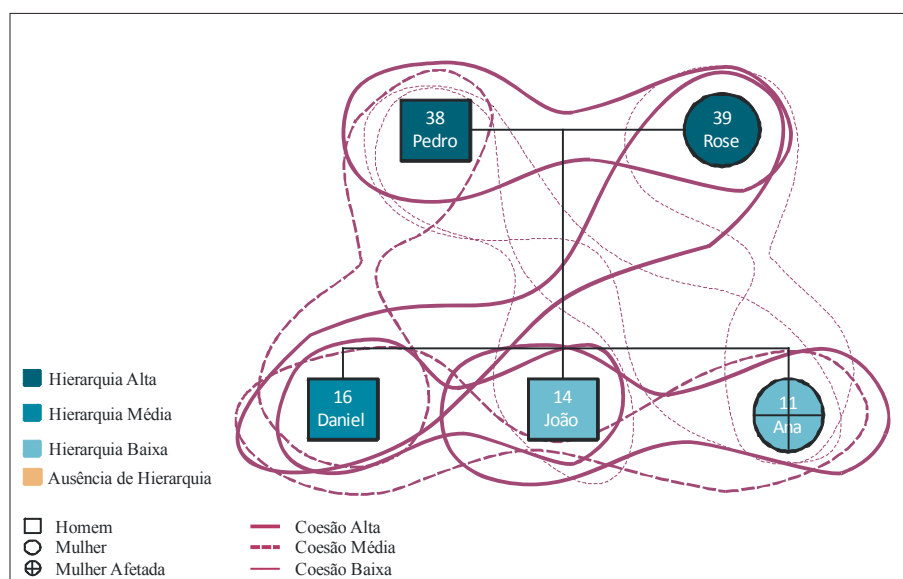 38
Pedro
39
Rose
16
Daniel
14
João
11
Ana
Hierarquia Alta
Hierarquia Média
Hierarquia Baixa
Ausência de Hierarquia
Homem
Mulher
Mulher Afetada
Coesão Alta
Coesão Média
Coesão Baixa